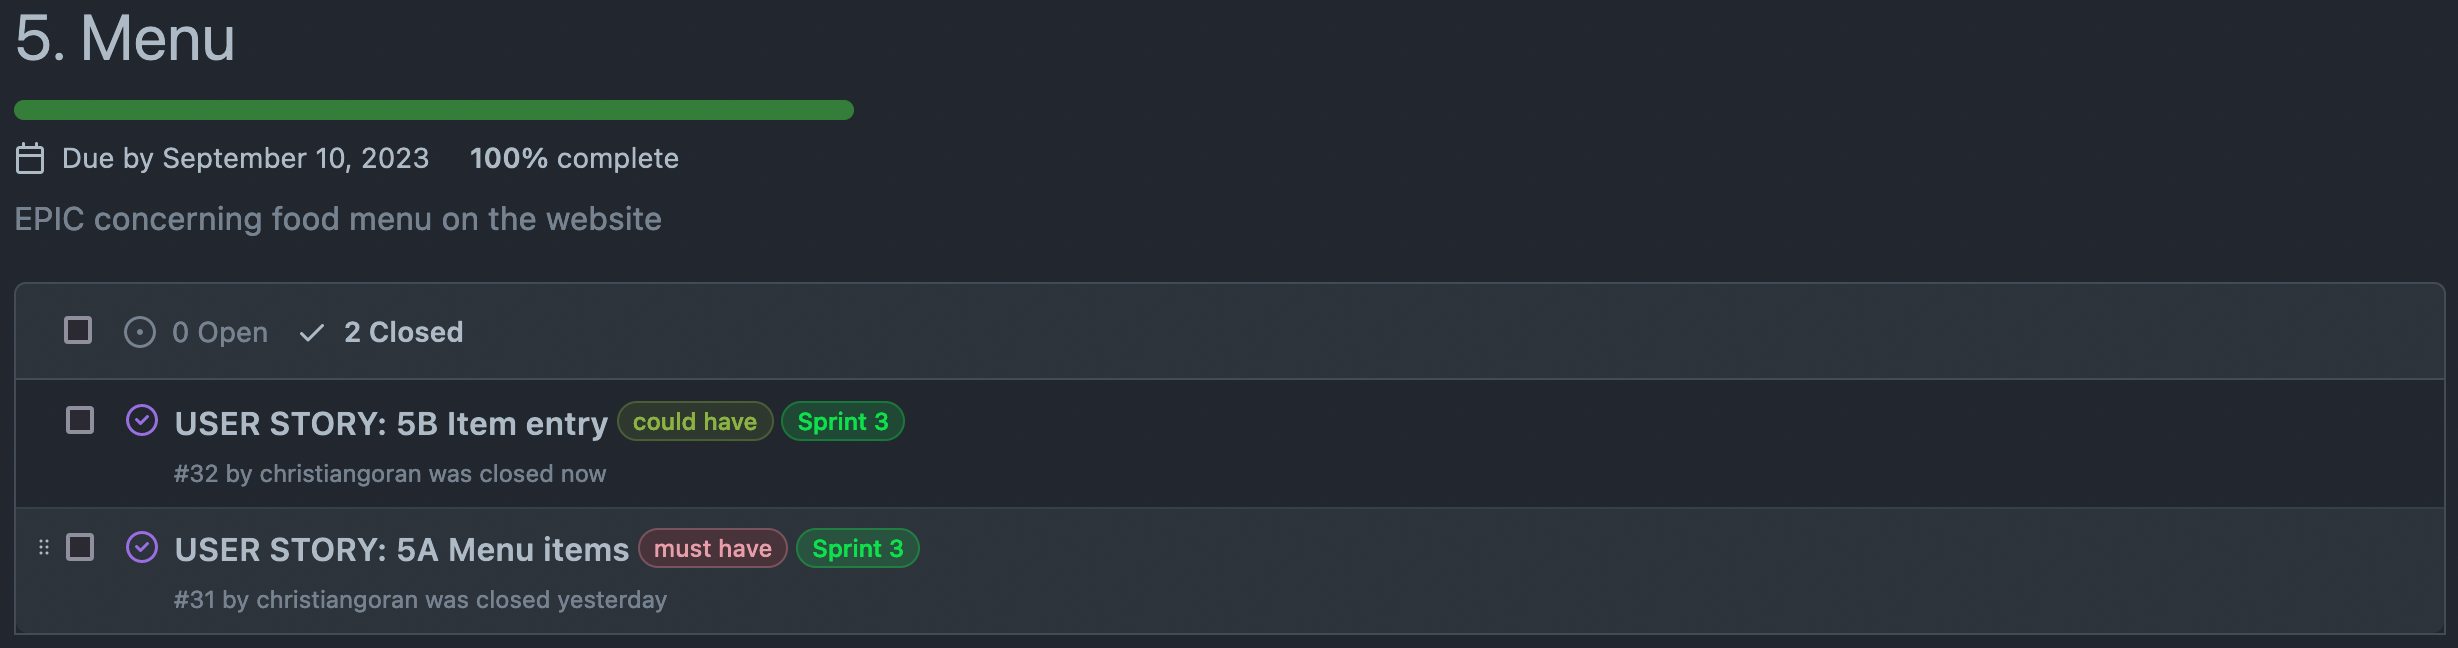 5. Menu
Due by September 10, 2023 100% complete
EPIC concerning food menu on the website
0 Open 2 Closed
USER STORY: 5B Item entry could have Sprint 3
#32 by christiangoran was closed now
USER STORY: 5A Menu items must have Sprint 3
#31 by christiangoran was closed yesterday